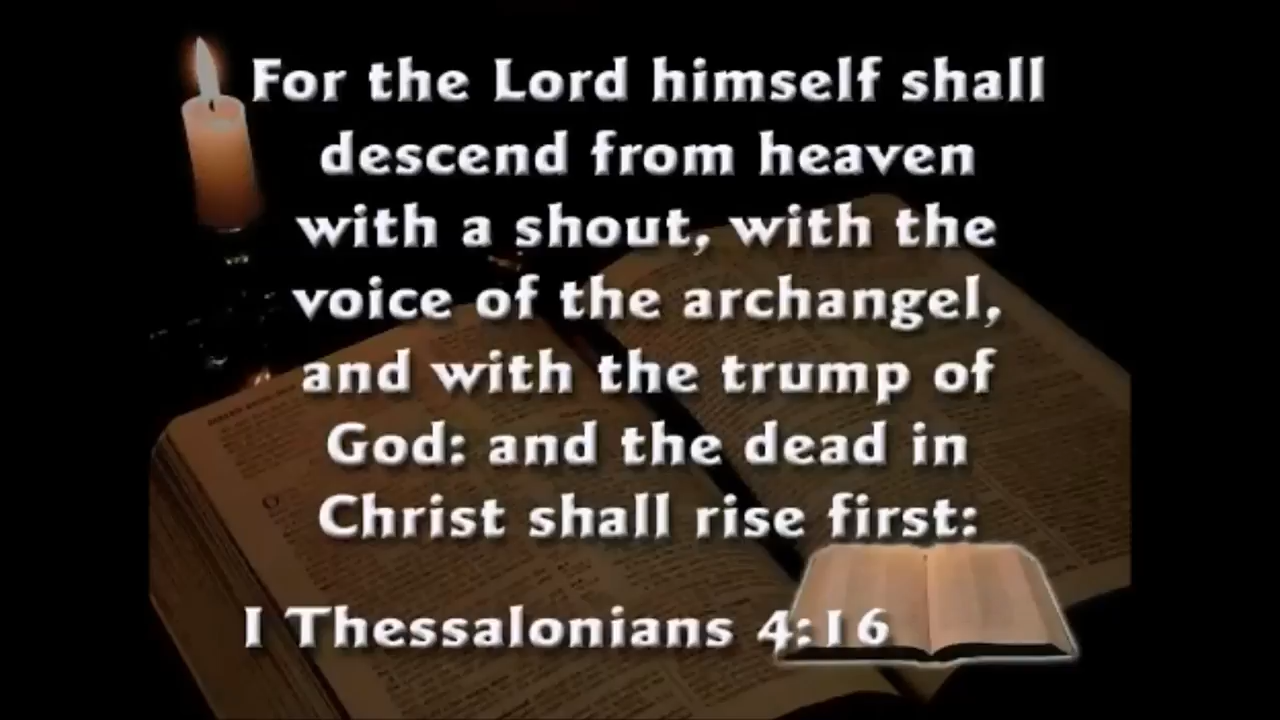 For the Lord himself shall
descend from heaven
with a shout, with the
voice of the archangel,
and with the trump of
God: and the dead in
Christ shall rise first:
I Thessalonians 4:16